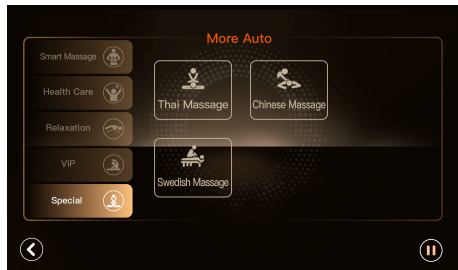 More Auto
Smart Massage
Health Care
Relaxation
VIP
Special
Thai Massage
Chinese Massage
Swedish Massage